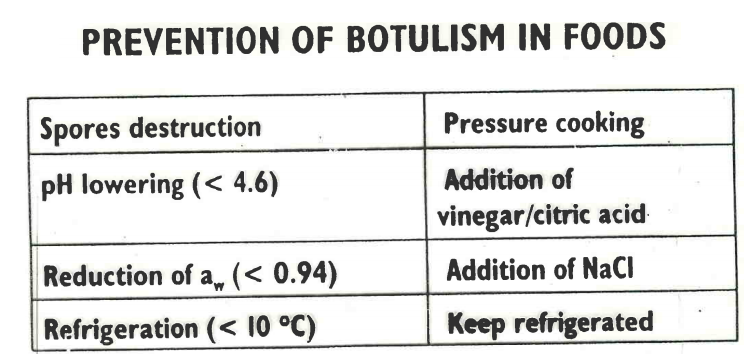 PREVENTION OF BOTULISM IN FOODS
Spores destruction
Pressure cooking
pH lowering (< 4.6)
Addition of
vinegar/citric acid
Reduction of aw (< 0.94)
Addition of NaCl
Refrigeration (< 10 ºC)
Keep refrigerated